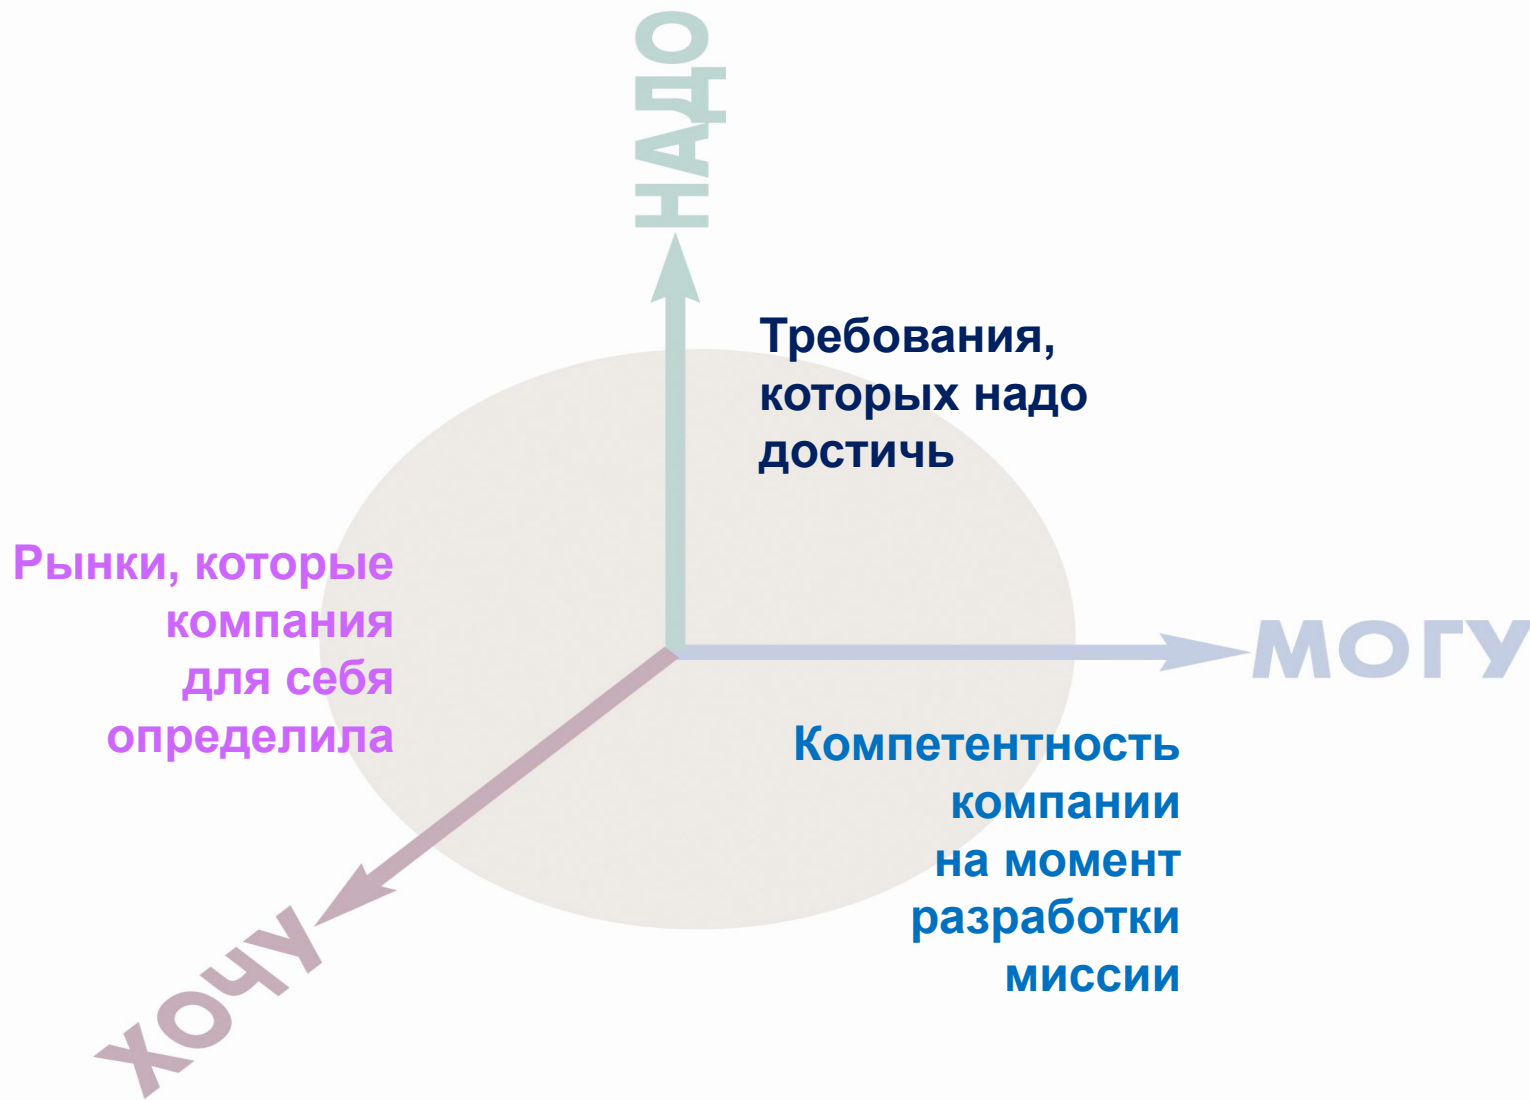 НАДО
Требования,
которых надо
достичь
Рынки, которые
компания
для себя
определила
МОГУ
Компетентность
компании
на момент
разработки
миссии
ХОЧУ